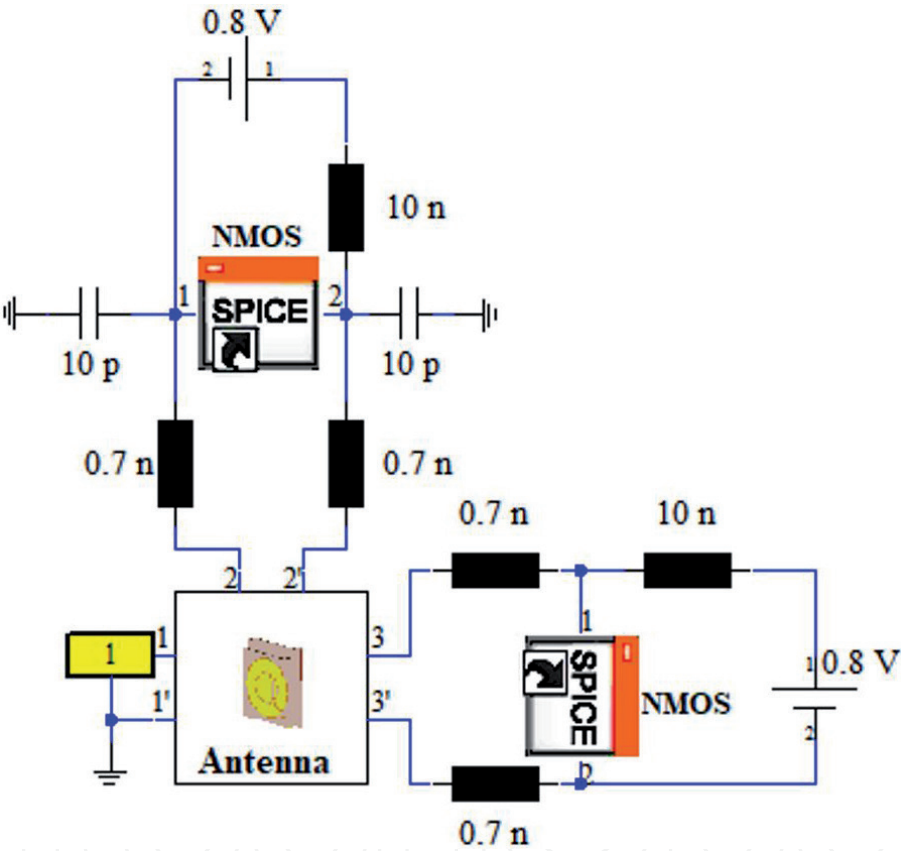 0.8 V
2 1
10 n
NMOS
1 SPICE 2
10 p 10 p
0.7 n 0.7 n
0.7 n 10 n
2 2'
1 1 3
1' 3'
Antenna
1
SPICE
NMOS
2
1 0.8 V
2
0.7 n